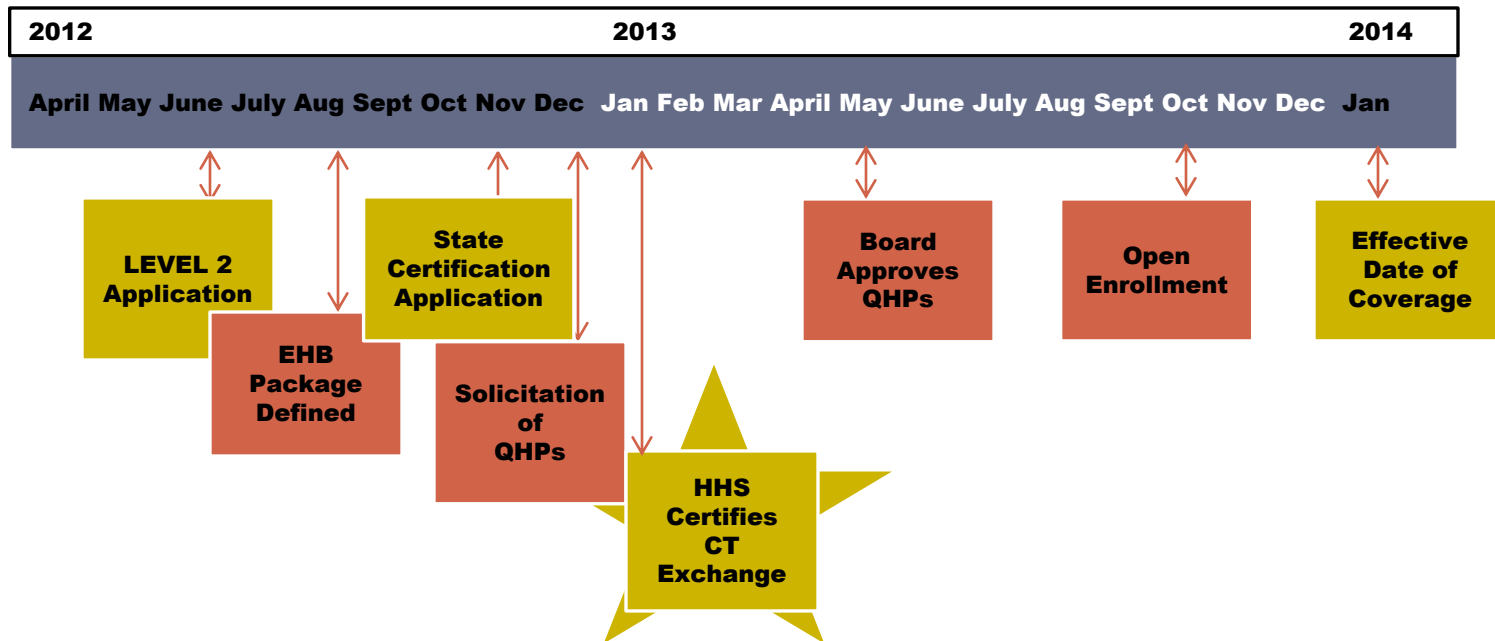 2012 2013 2014
April May June July Aug Sept Oct Nov Dec Jan Feb Mar April May June July Aug Sept Oct Nov Dec Jan
LEVEL 2
Application
EHB
Package
Defined
State
Certification
Application
Solicitation
of
QHPs
HHS
Certifies
CT
Exchange
Board
Approves
QHPs
Open
Enrollment
Effective
Date of
Coverage